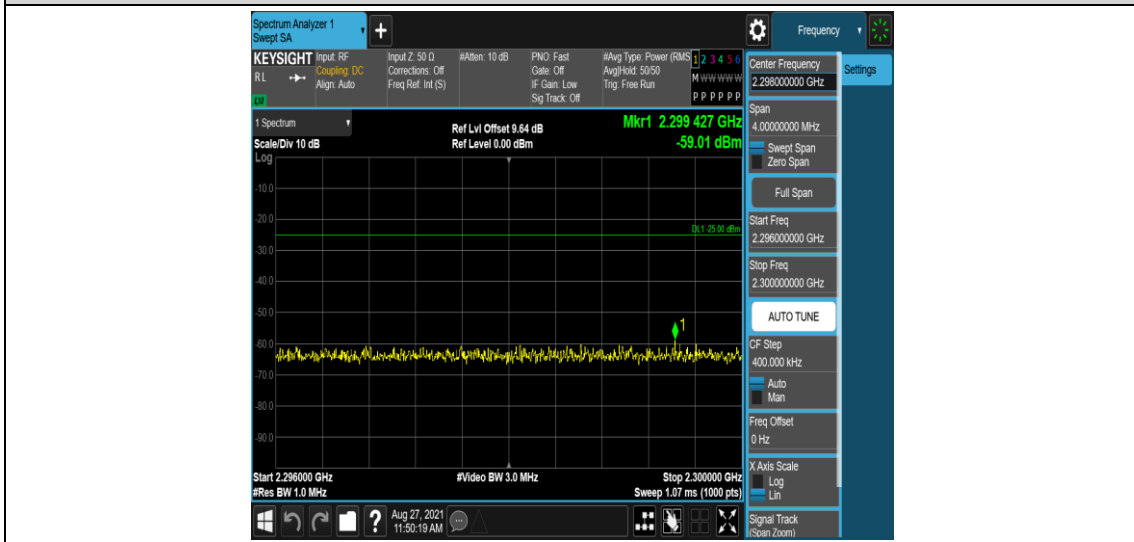 Spectrum Analyzer 1
Swept SA
+
Frequency
KEYSIGHT
RL
LXI
Input: RF
Coupling: DC
Align: Auto
Input Z: 50 Ω
Corrections: Off
Freq Ref: Int (S)
#Atten: 10 dB
PNO: Fast
Gate: Off
IF Gain: Low
Sig Track: Off
#Avg Type: Power (RMS
Avg|Hold: 50/50
Trig: Free Run
1 2 3 4 5 6
M W W W W W
P P P P P P
1 Spectrum
Scale/Div 10 dB
Log
Ref Lvl Offset 9.64 dB
Ref Level 0.00 dBm
Mkr1 2.299 427 GHz
-59.01 dBm
-10.0
-20.0
DL1 -25.00 dBm
-30.0
-40.0
-50.0
1
-60.0
-70.0
-80.0
-90.0
Start 2.296000 GHz
#Res BW 1.0 MHz
#Video BW 3.0 MHz
Stop 2.300000 GHz
Sweep 1.07 ms (1000 pts)
Aug 27, 2021
11:50:19 AM
Center Frequency
2.298000000 GHz
Settings
Span
4.00000000 MHz
Swept Span
Zero Span
Full Span
Start Freq
2.296000000 GHz
Stop Freq
2.300000000 GHz
AUTO TUNE
CF Step
400.000 kHz
Auto
Man
Freq Offset
0 Hz
X Axis Scale
Log
Lin
Signal Track
(Span Zoom)